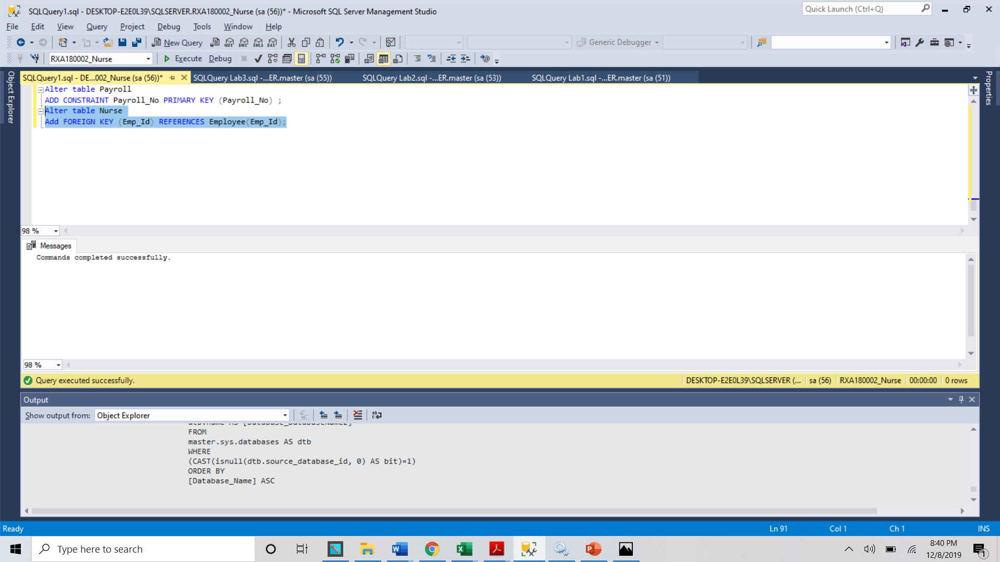 SQLQuery1.sql - DESKTOP-E2E0L39\SQLSERVER.RXA180002_Nurse (sa (56))* - Microsoft SQL Server Management Studio
Quick Launch (Ctrl+Q)
File Edit View Query Project Debug Tools Window Help
New Query MDX DMX XMLA DAX Generic Debugger
RXA180002_Nurse Execute Debug
SQLQuery1.sql - DE...002_Nurse (sa (56))* SQLQuery Lab3.sql -...ER.master (sa (55)) SQLQuery Lab2.sql -...ER.master (sa (53)) SQLQuery Lab1.sql -...ER.master (sa (51))
Object Explorer
Properties
Alter table Payroll
ADD CONSTRAINT Payroll_No PRIMARY KEY (Payroll_No) ;
Alter table Nurse
Add FOREIGN KEY (Emp_Id) REFERENCES Employee(Emp_Id);
98 %
Messages
Commands completed successfully.
98 %
Query executed successfully. DESKTOP-E2E0L39\SQLSERVER (... sa (56) RXA180002_Nurse 00:00:00 0 rows
Output
Show output from: Object Explorer
FROM
master.sys.databases AS dtb
WHERE
(CAST(isnull(dtb.source_database_id, 0) AS bit)=1)
ORDER BY
[Database_Name] ASC
Ready Ln 91 Col 1 Ch 1 INS
Type here to search
8:40 PM
12/8/2019
1